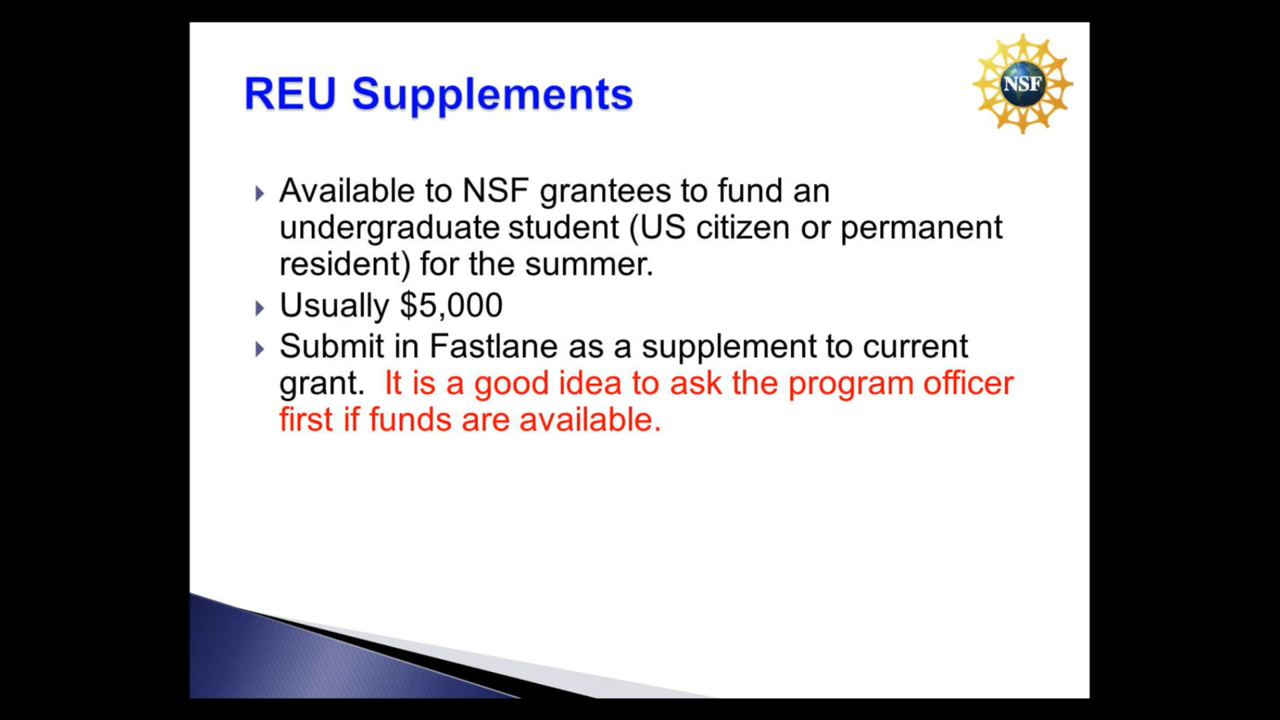 REU Supplements
NSF
Available to NSF grantees to fund an
undergraduate student (US citizen or permanent
resident) for the summer.
Usually $5,000
Submit in Fastlane as a supplement to current
grant.  It is a good idea to ask the program officer
first if funds are available.